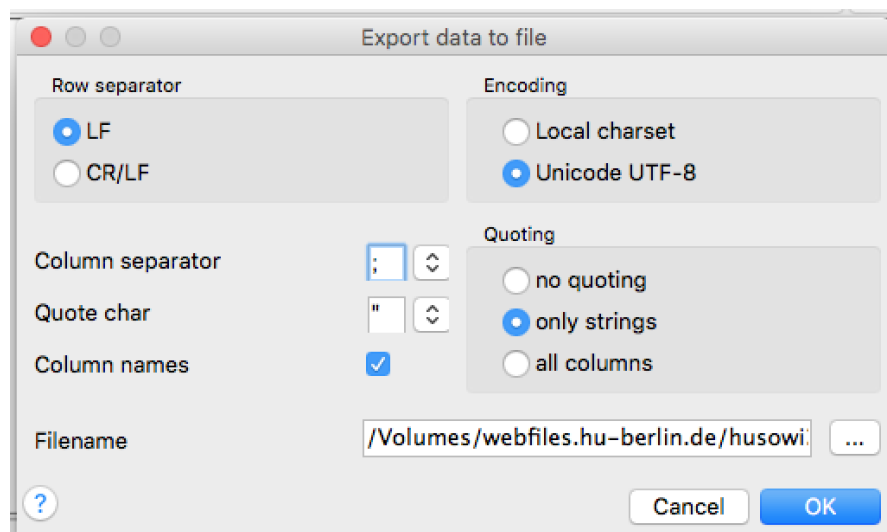 Export data to file
Row separator
LF
CR/LF
Encoding
Local charset
Unicode UTF-8
Column separator ;
Quote char "
Column names
Quoting
no quoting
only strings
all columns
Filename /Volumes/webfiles.hu-berlin.de/husowi ...
? Cancel OK